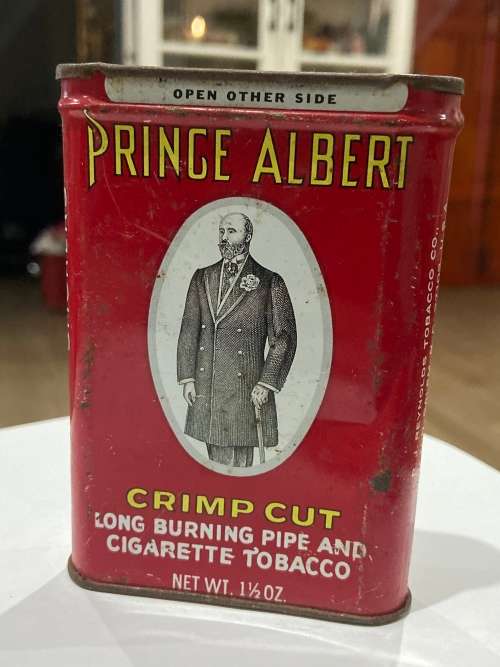 OPEN OTHER SIDE
PRINCE ALBERT
CRIMP CUT
LONG BURNING PIPE AND
CIGARETTE TOBACCO
NET WT. 1½ OZ.
REYNOLDS TOBACCO CO.,